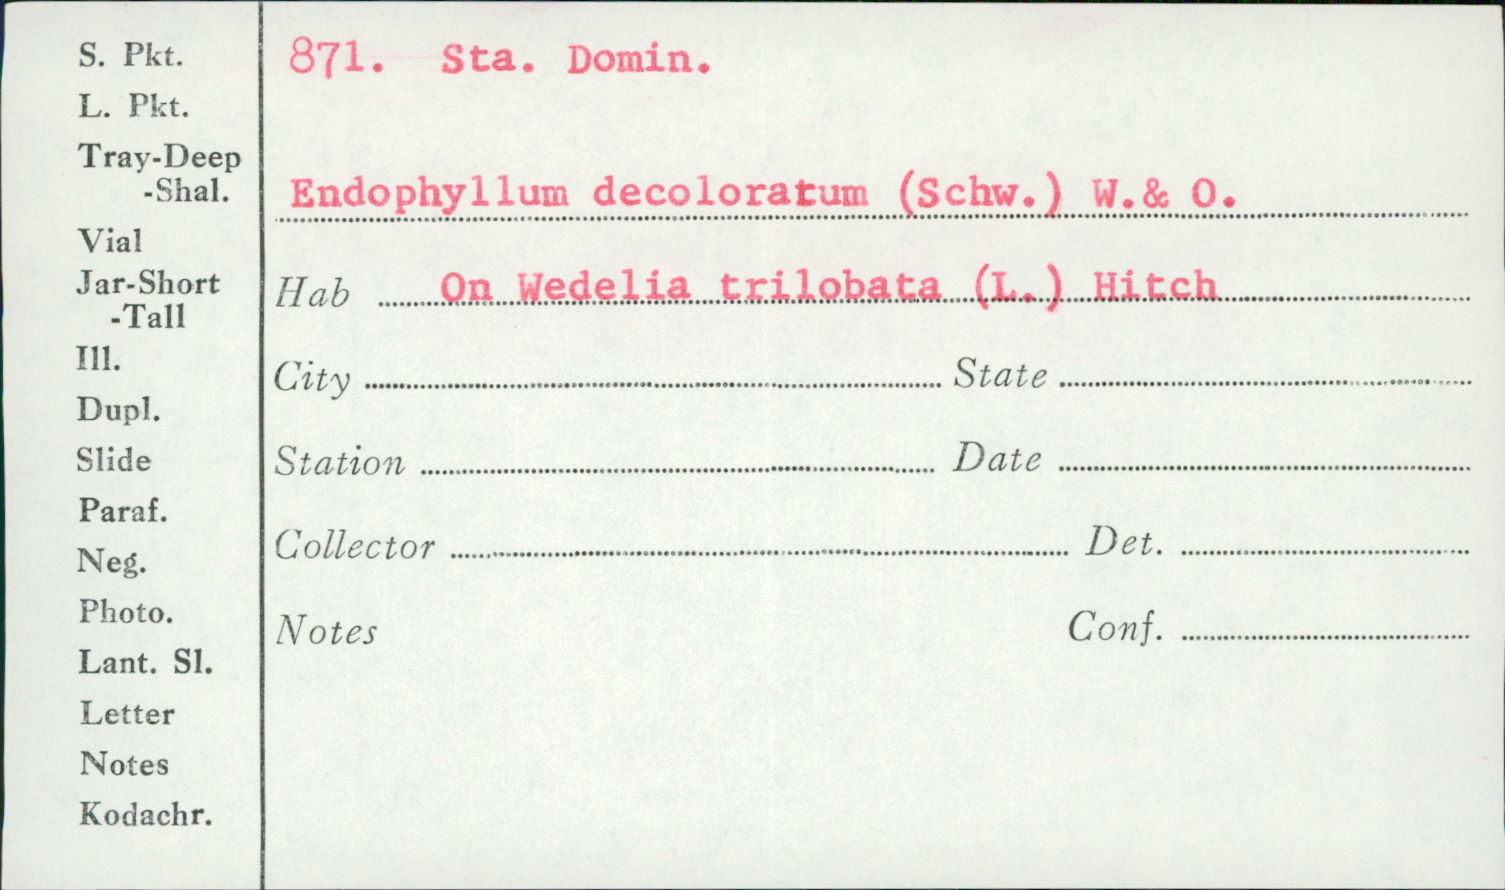 S. Pkt.
L. Pkt.
Tray-Deep
-Shal.
Vial
Jar-Short
-Tall
Ill.
Dupl.
Slide
Paraf.
Neg.
Photo.
Lant. Sl.
Letter
Notes
Kodachr.
871. Sta. Domin.
Endophyllum decoloratum (Schw.) W.& O.
Hab On Wedelia trilobata (L.) Hitch
City State
Station Date
Collector Det.
Notes Conf.